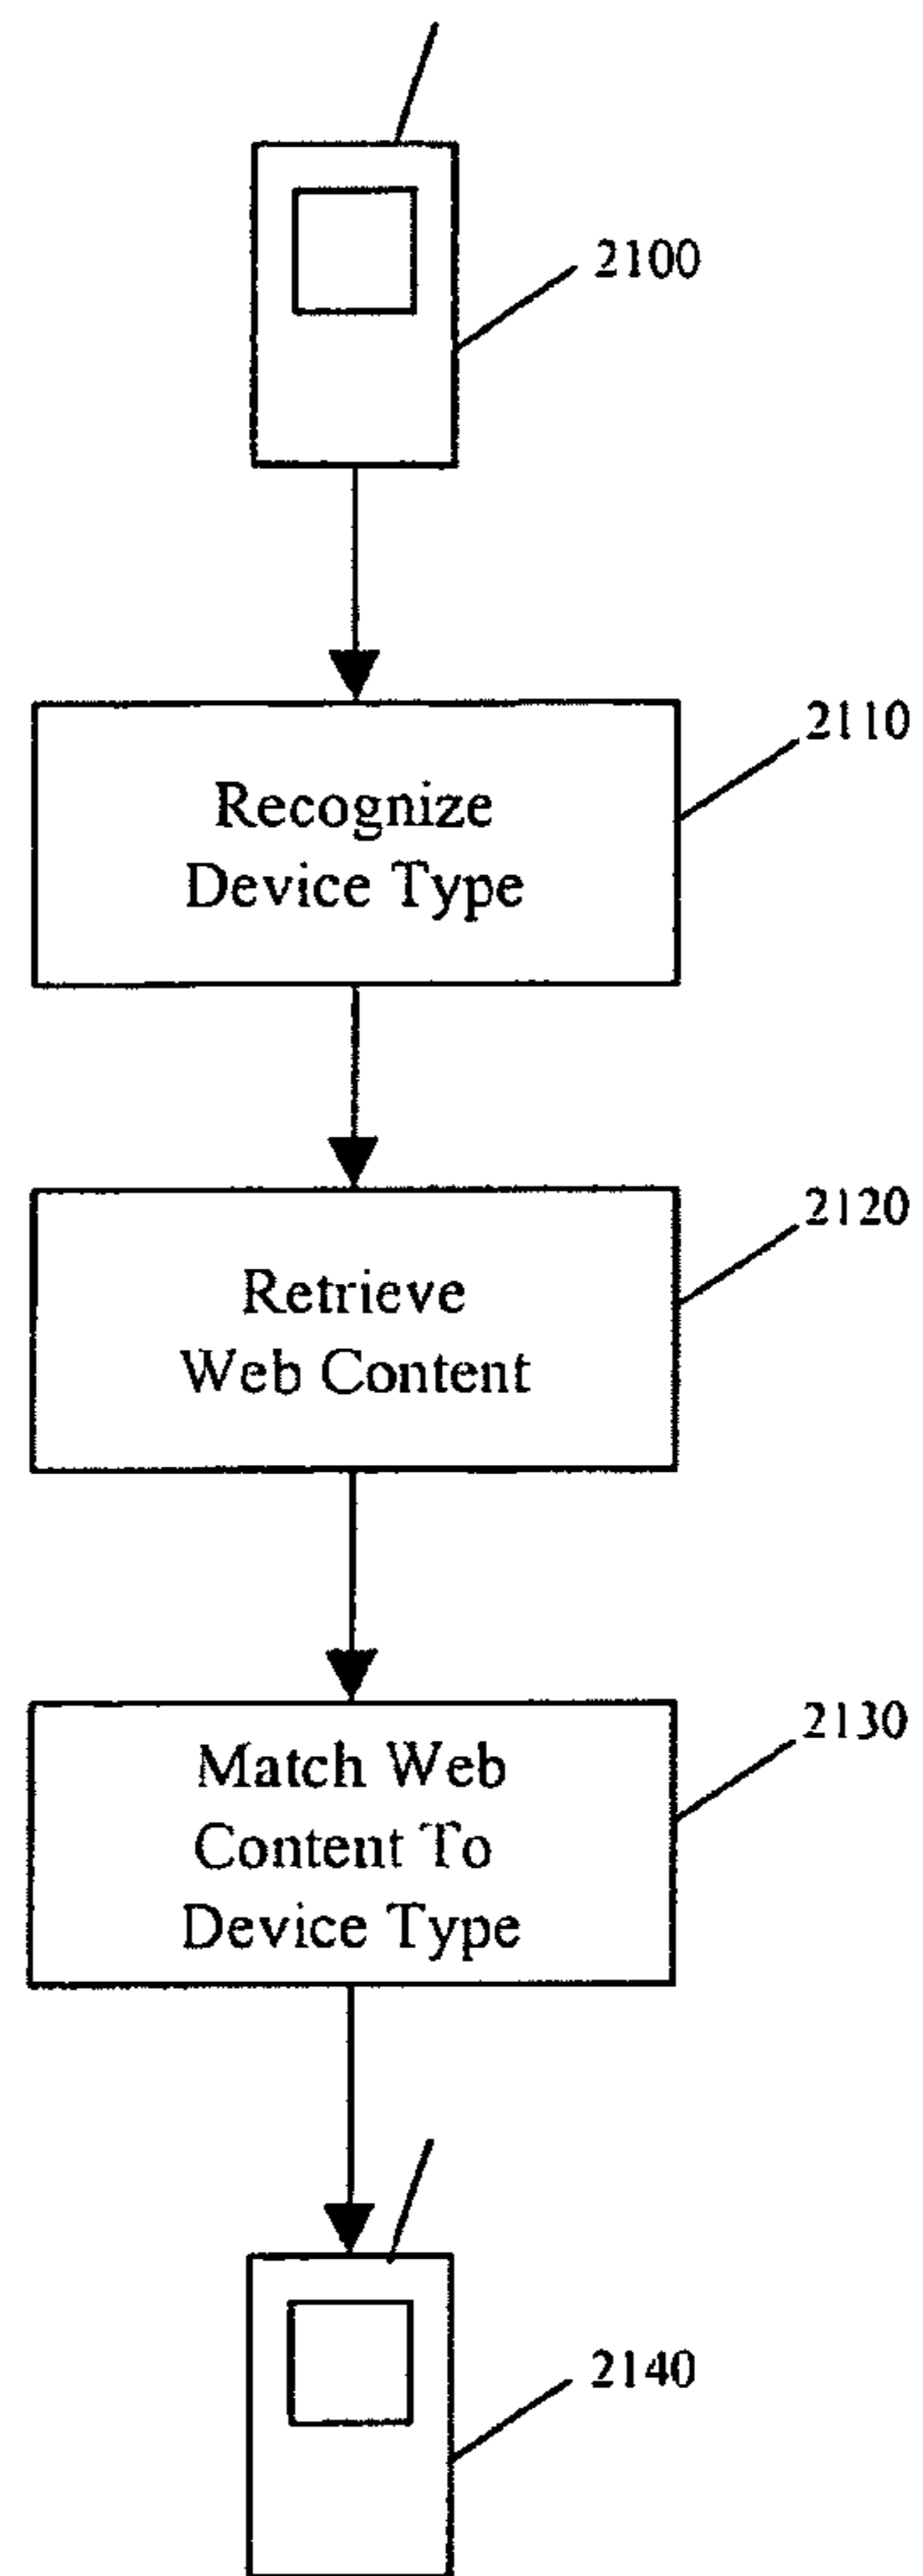 2100
2110
Recognize
Device Type
2120
Retrieve
Web Content
2130
Match Web
Content To
Device Type
2140